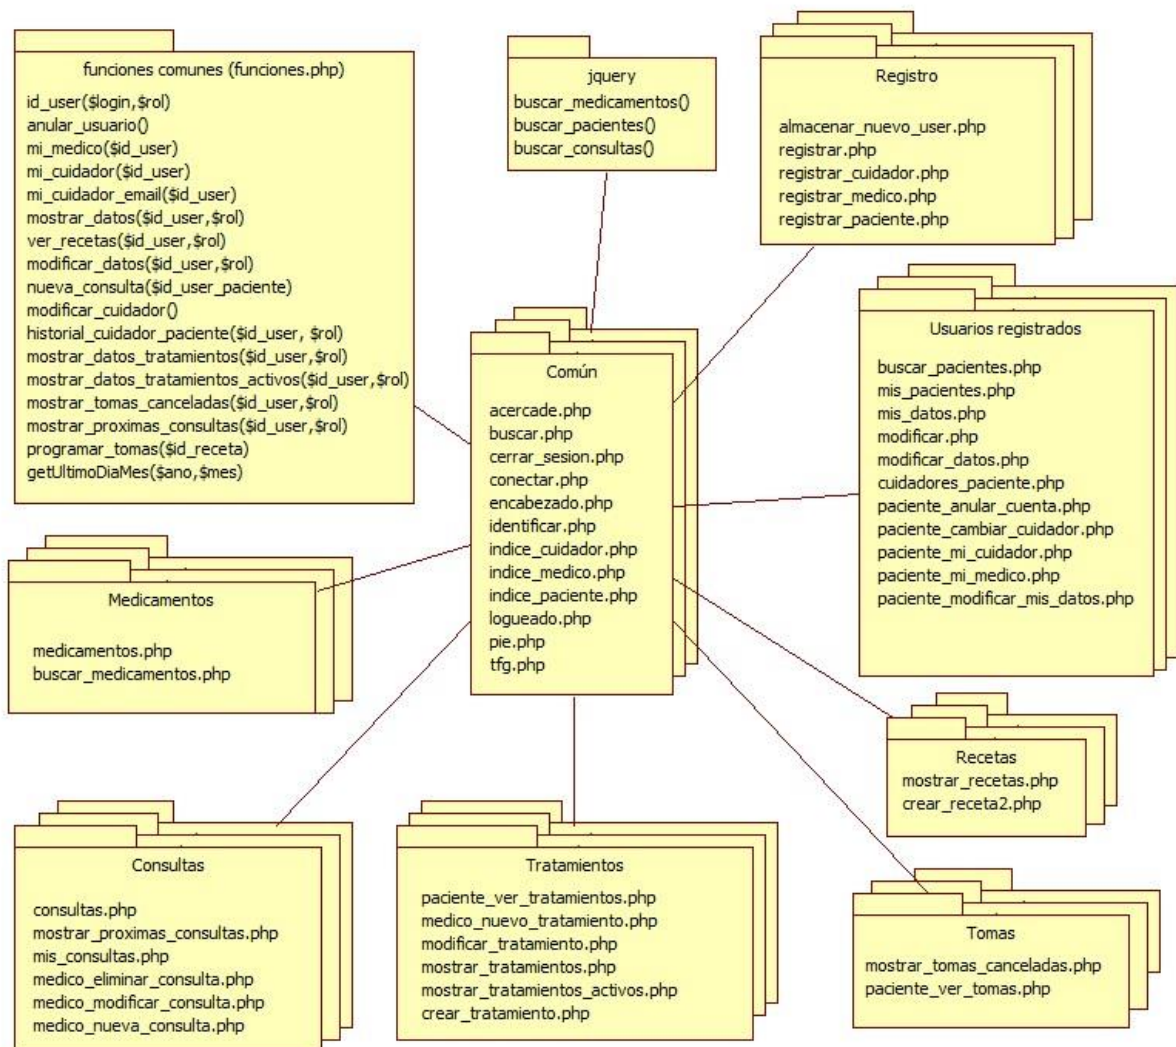 funciones comunes (funciones.php)
id_user($login,$rol)
anular_usuario()
mi_medico($id_user)
mi_cuidador($id_user)
mi_cuidador_email($id_user)
mostrar_datos($id_user,$rol)
ver_recetas($id_user,$rol)
modificar_datos($id_user,$rol)
nueva_consulta($id_user_paciente)
modificar_cuidador()
historial_cuidador_paciente($id_user, $rol)
mostrar_datos_tratamientos($id_user,$rol)
mostrar_datos_tratamientos_activos($id_user,$rol)
mostrar_tomas_canceladas($id_user,$rol)
mostrar_proximas_consultas($id_user,$rol)
programar_tomas($id_receta)
getUltimoDiaMes($ano,$mes)
jquery
buscar_medicamentos()
buscar_pacientes()
buscar_consultas()
Registro
almacenar_nuevo_user.php
registrar.php
registrar_cuidador.php
registrar_medico.php
registrar_paciente.php
Común
acercade.php
buscar.php
cerrar_sesion.php
conectar.php
encabezado.php
identificar.php
indice_cuidador.php
indice_medico.php
indice_paciente.php
logueado.php
pie.php
tfg.php
Usuarios registrados
buscar_pacientes.php
mis_pacientes.php
mis_datos.php
modificar.php
modificar_datos.php
cuidadores_paciente.php
paciente_anular_cuenta.php
paciente_cambiar_cuidador.php
paciente_mi_cuidador.php
paciente_mi_medico.php
paciente_modificar_mis_datos.php
Medicamentos
medicamentos.php
buscar_medicamentos.php
Recetas
mostrar_recetas.php
crear_receta2.php
Consultas
consultas.php
mostrar_proximas_consultas.php
mis_consultas.php
medico_eliminar_consulta.php
medico_modificar_consulta.php
medico_nueva_consulta.php
Tratamientos
paciente_ver_tratamientos.php
medico_nuevo_tratamiento.php
modificar_tratamiento.php
mostrar_tratamientos.php
mostrar_tratamientos_activos.php
crear_tratamiento.php
Tomas
mostrar_tomas_canceladas.php
paciente_ver_tomas.php